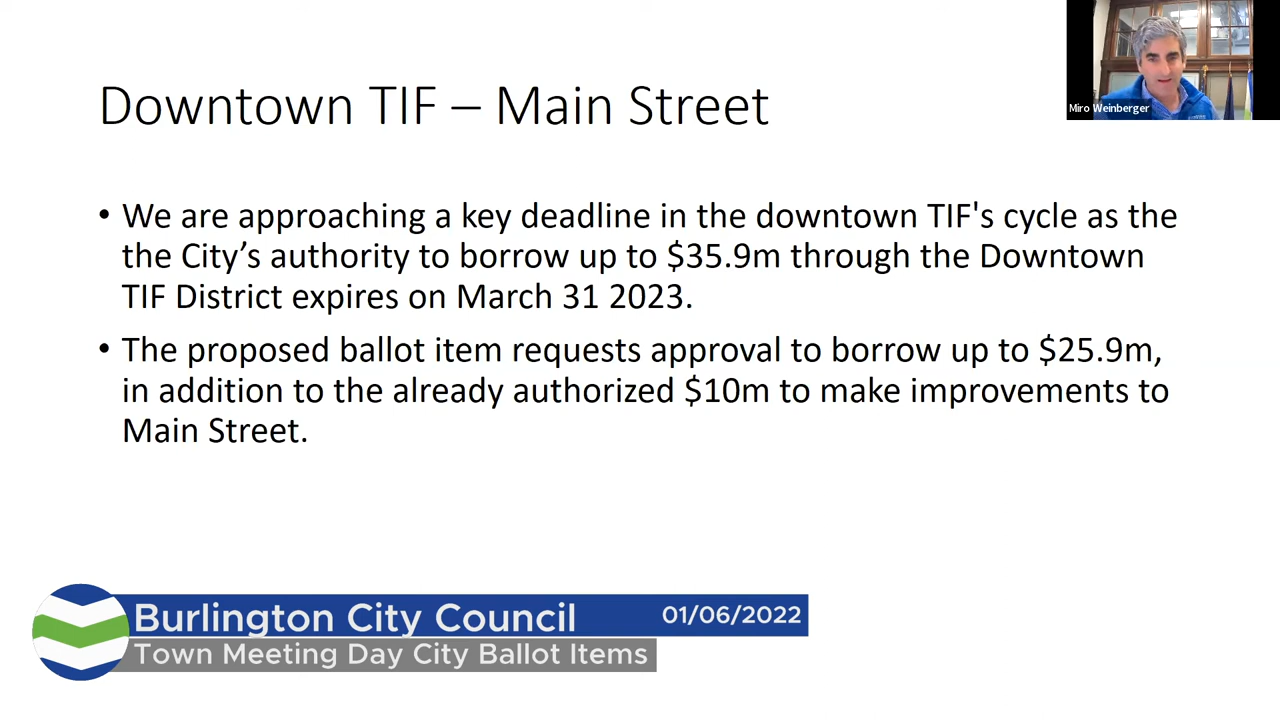 Downtown TIF – Main Street
Miro Weinberger
• We are approaching a key deadline in the downtown TIF's cycle as the
the City’s authority to borrow up to $35.9m through the Downtown
TIF District expires on March 31 2023.
• The proposed ballot item requests approval to borrow up to $25.9m,
in addition to the already authorized $10m to make improvements to
Main Street.
Burlington City Council 01/06/2022
Town Meeting Day City Ballot Items